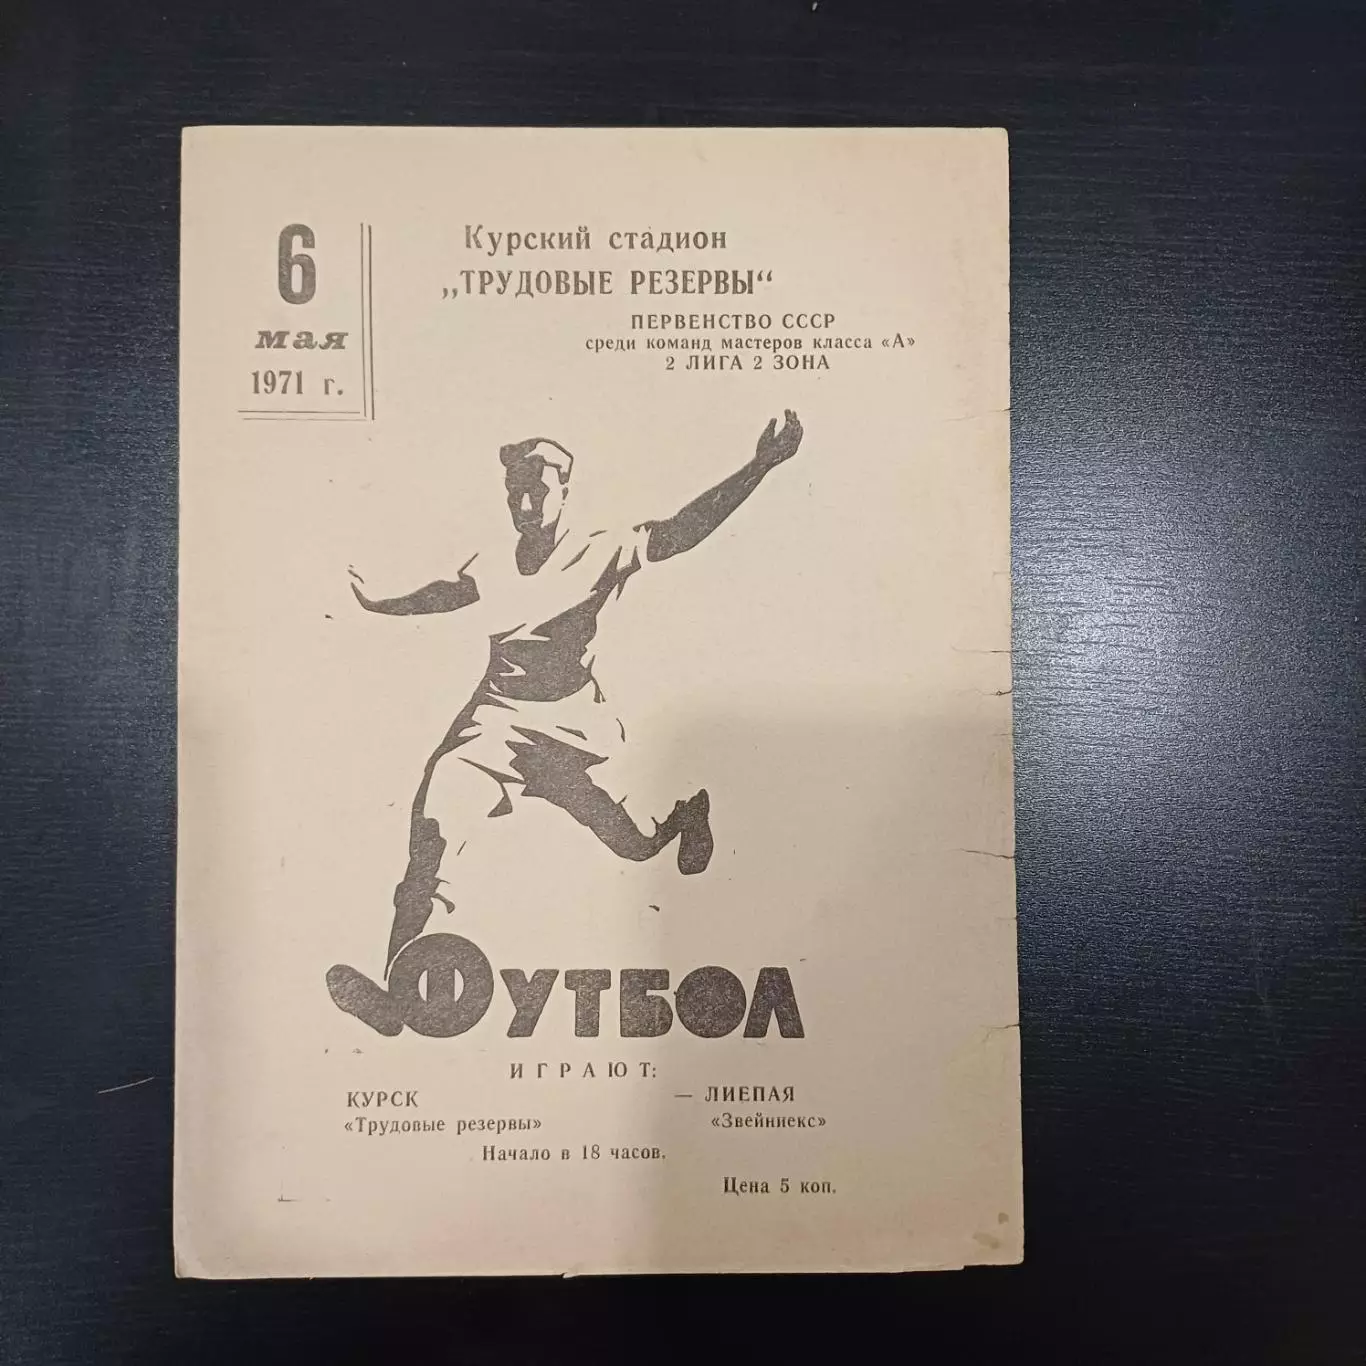 6
мая
1971 г.
Курский стадион
„ТРУДОВЫЕ РЕЗЕРВЫ“
ПЕРВЕНСТВО СССР
среди команд мастеров класса «А»
2 ЛИГА 2 ЗОНА
ФУТБОЛ
ИГРАЮТ:
КУРСК — ЛИЕПАЯ
«Трудовые резервы» «Звейниекс»
Начало в 18 часов.
Цена 5 коп.